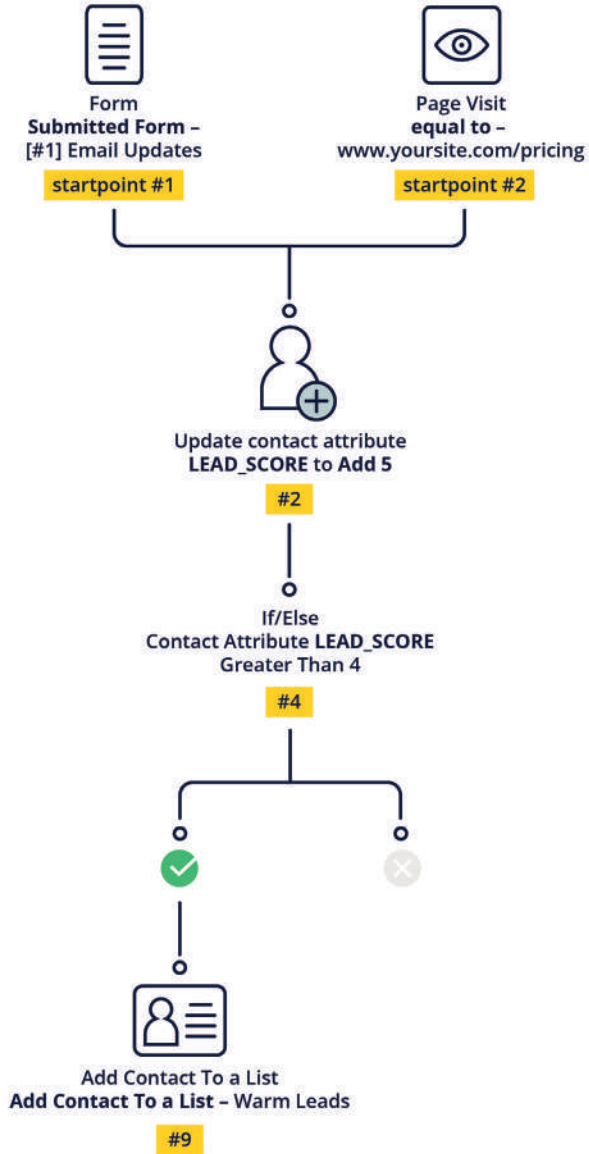 Form
Submitted Form –
[#1] Email Updates
startpoint #1
Page Visit
equal to –
www.yoursite.com/pricing
startpoint #2
Update contact attribute
LEAD_SCORE to Add 5
#2
If/Else
Contact Attribute LEAD_SCORE
Greater Than 4
#4
Add Contact To a List
Add Contact To a List – Warm Leads
#9